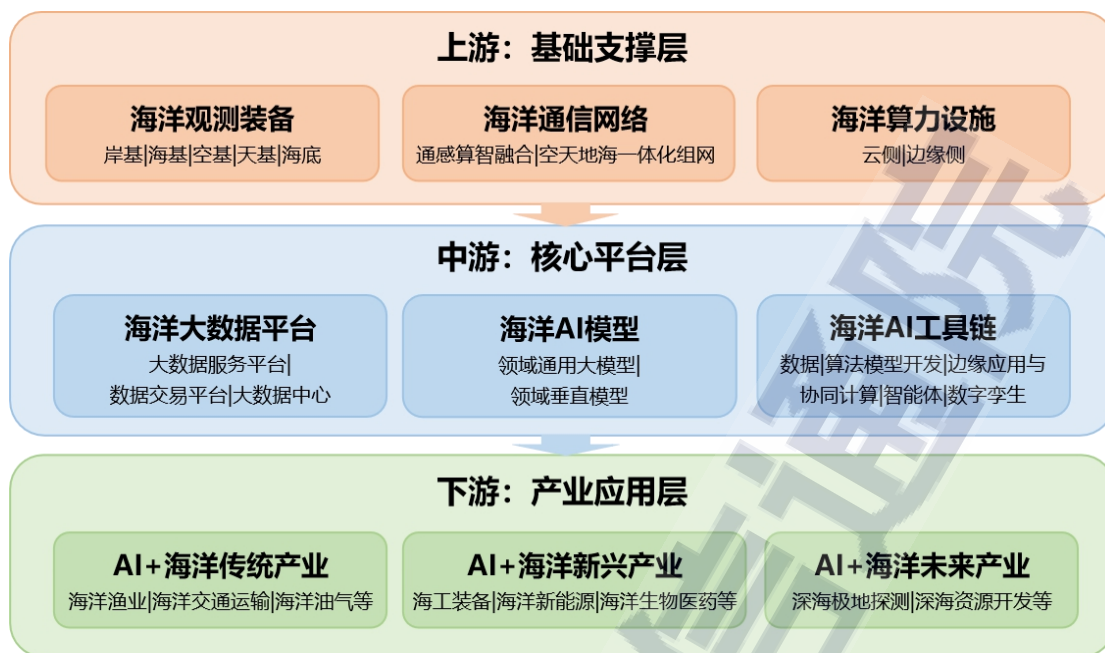 上游：基础支撑层
海洋观测装备
岸基|海基|空基|天基|海底
海洋通信网络
通感算智融合|空天地海一体化组网
海洋算力设施
云侧|边缘侧
中游：核心平台层
海洋大数据平台
大数据服务平台|
数据交易平台|大数据中心
海洋AI模型
领域通用大模型|
领域垂直模型
海洋AI工具链
数据|算法模型开发|边缘应用与
协同计算|智能体|数字孪生
下游：产业应用层
AI+海洋传统产业
海洋渔业|海洋交通运输|海洋油气等
AI+海洋新兴产业
海工装备|海洋新能源|海洋生物医药等
AI+海洋未来产业
深海极地探测|深海资源开发等
信通院